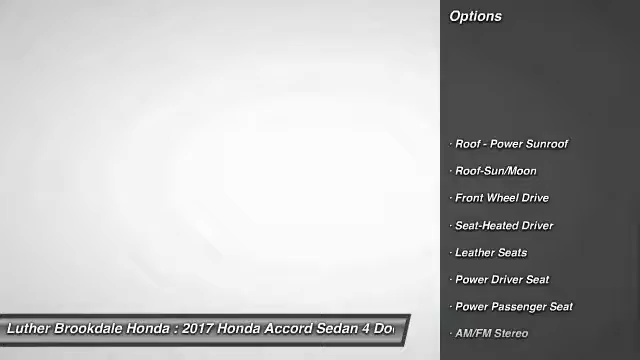 Options
· Roof - Power Sunroof
· Roof-Sun/Moon
· Front Wheel Drive
· Seat-Heated Driver
· Leather Seats
· Power Driver Seat
· Power Passenger Seat
· AM/FM Stereo
Luther Brookdale Honda : 2017 Honda Accord Sedan 4 Do